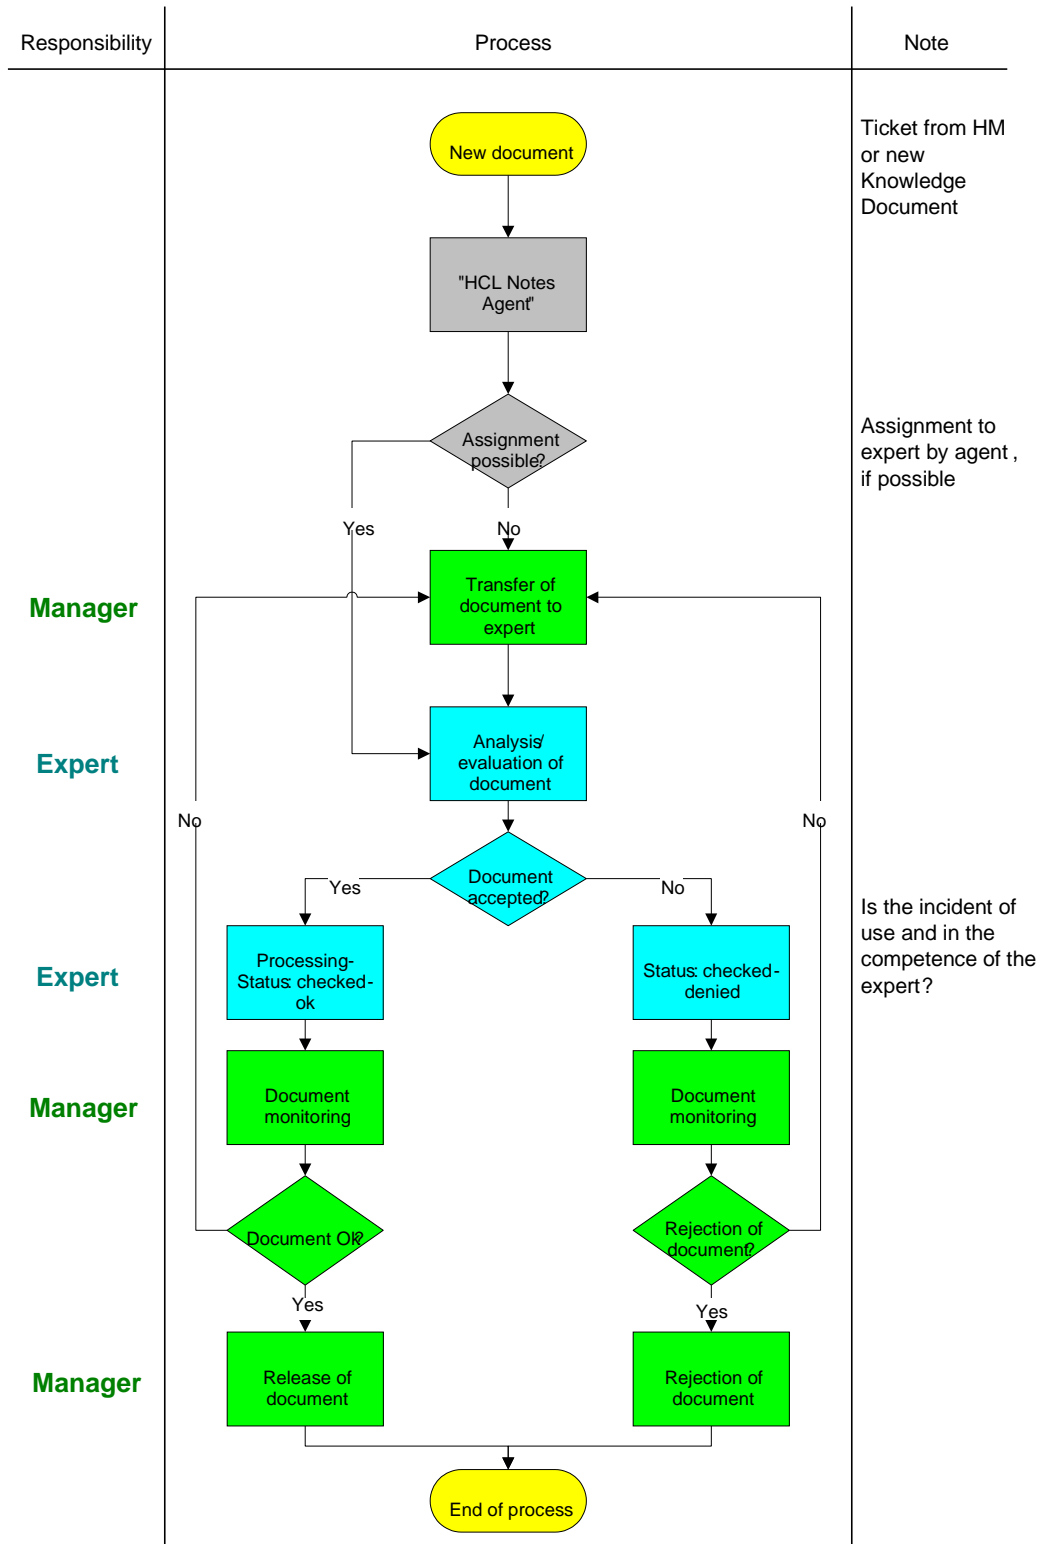 Responsibility
Process
Note
New document
Ticket from HM
or new
Knowledge
Document
"HCL Notes
Agent"
Assignment
possible?
Assignment to
expert by agent ,
if possible
Yes
No
Manager
Transfer of
document to
expert
Expert
Analysis/
evaluation of
document
No
No
Document
accepted?
Yes
No
Is the incident of
use and in the
competence of the
expert?
Expert
Processing-
Status: checked-
ok
Status: checked-
denied
Manager
Document
monitoring
Document
monitoring
Document Ok?
Rejection of
document?
Yes
Yes
Manager
Release of
document
Rejection of
document
End of process